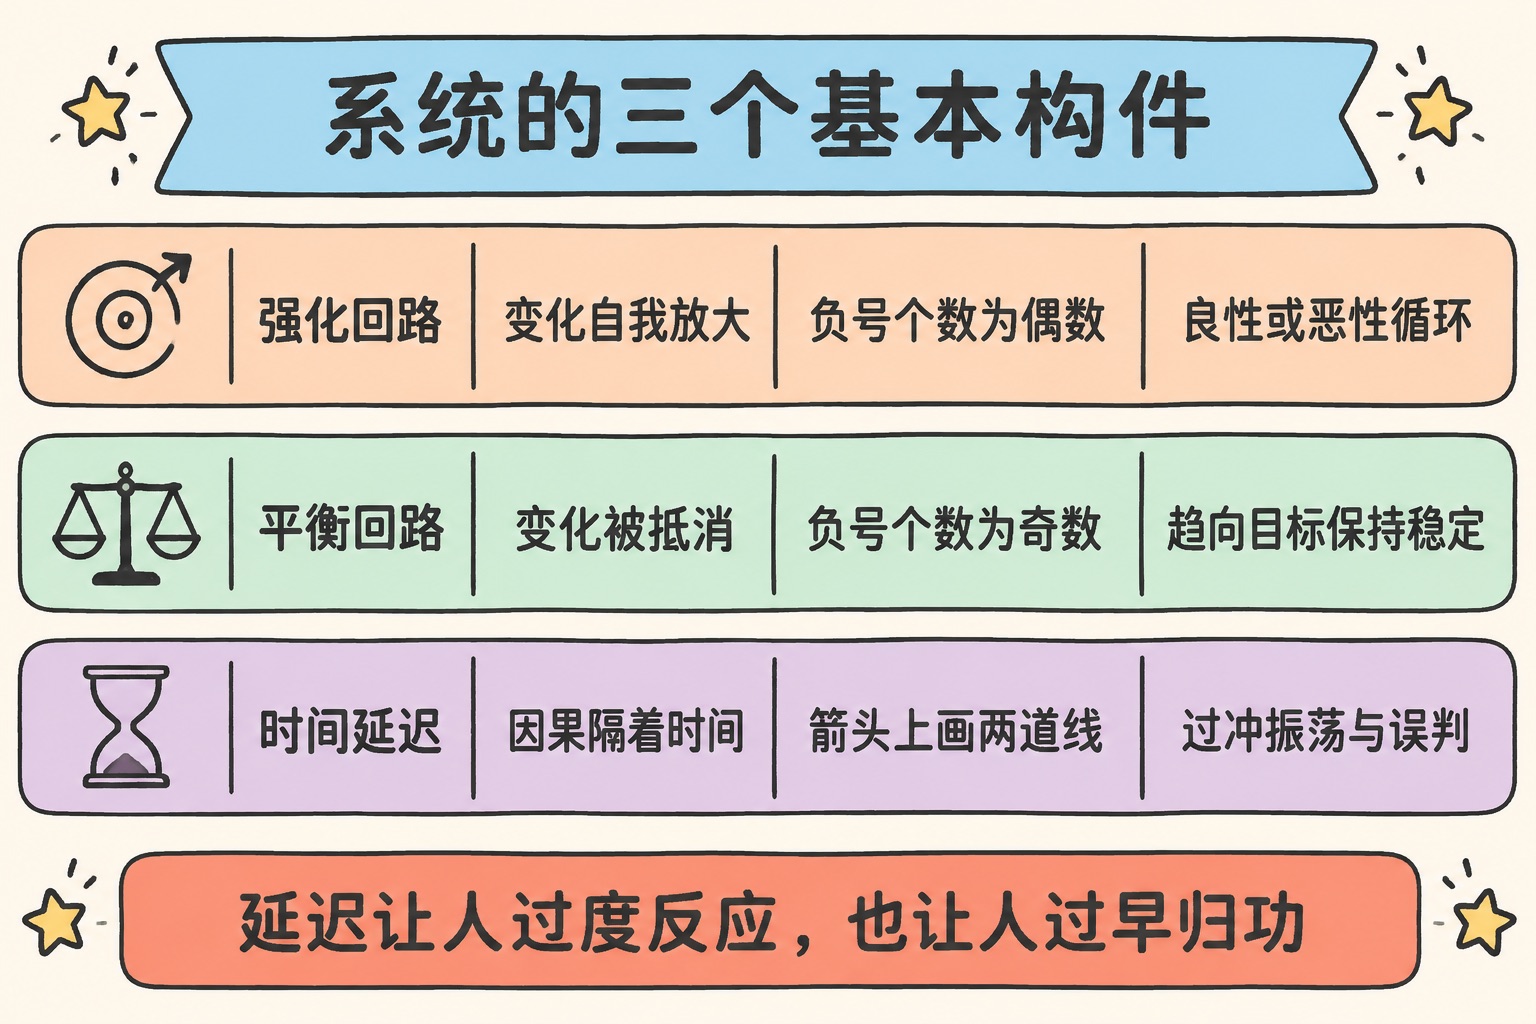 系统的三个基本构件
强化回路 变化自我放大 负号个数为偶数 良性或恶性循环
平衡回路 变化被抵消 负号个数为奇数 趋向目标保持稳定
时间延迟 因果隔着时间 箭头上画两道线 过冲振荡与误判
延迟让人过度反应，也让人过早归功